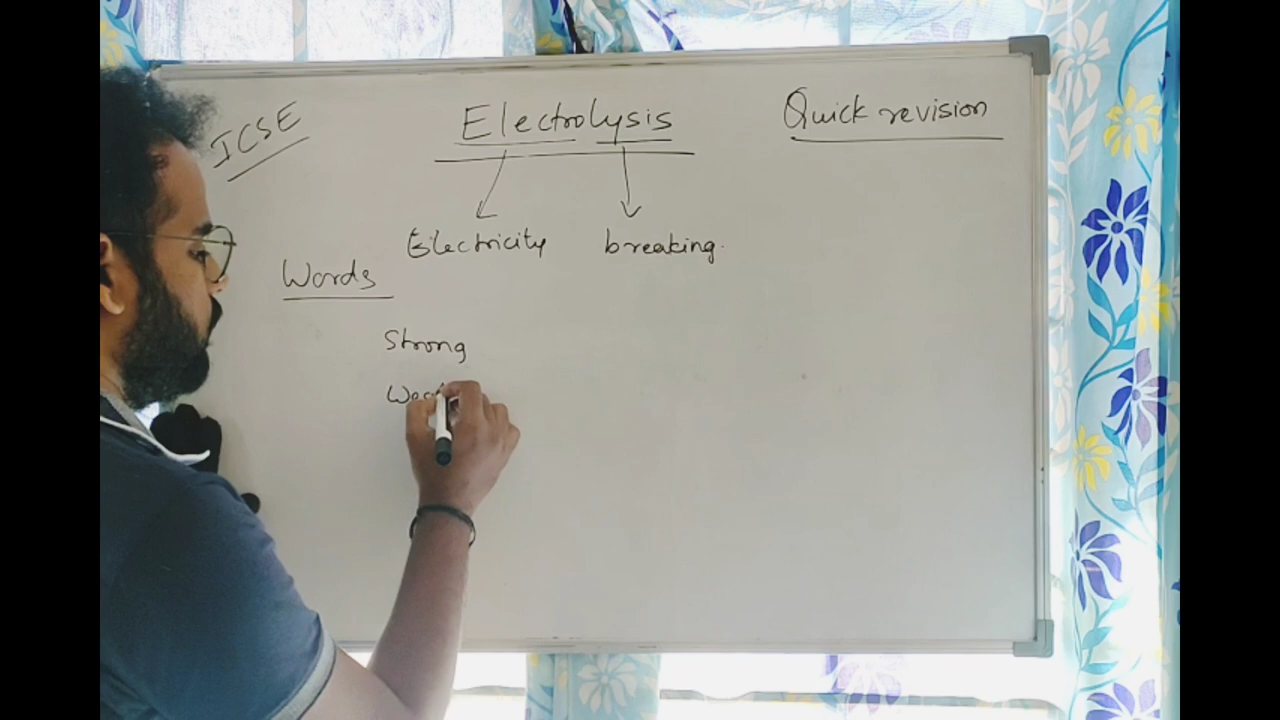 ICSE
Electrolysis
Quick revision
Electricity breaking.
Words
Strong